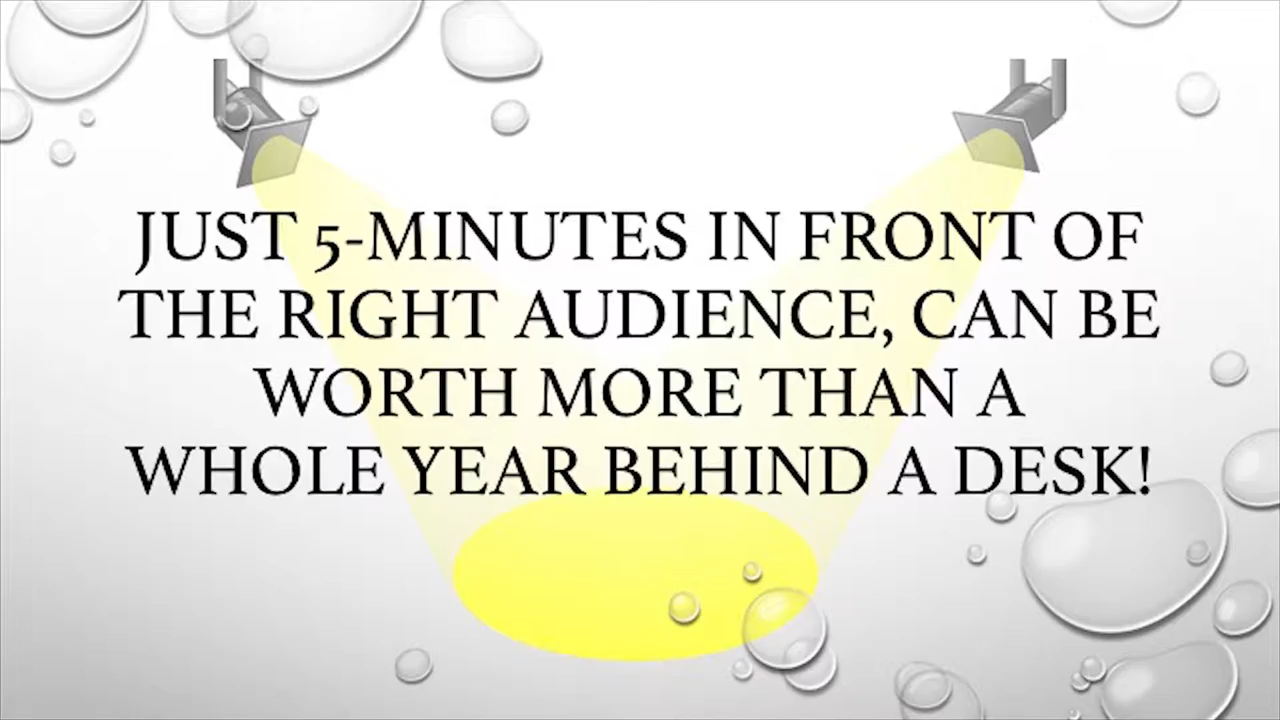 JUST 5-MINUTES IN FRONT OF
THE RIGHT AUDIENCE, CAN BE
WORTH MORE THAN A
WHOLE YEAR BEHIND A DESK!